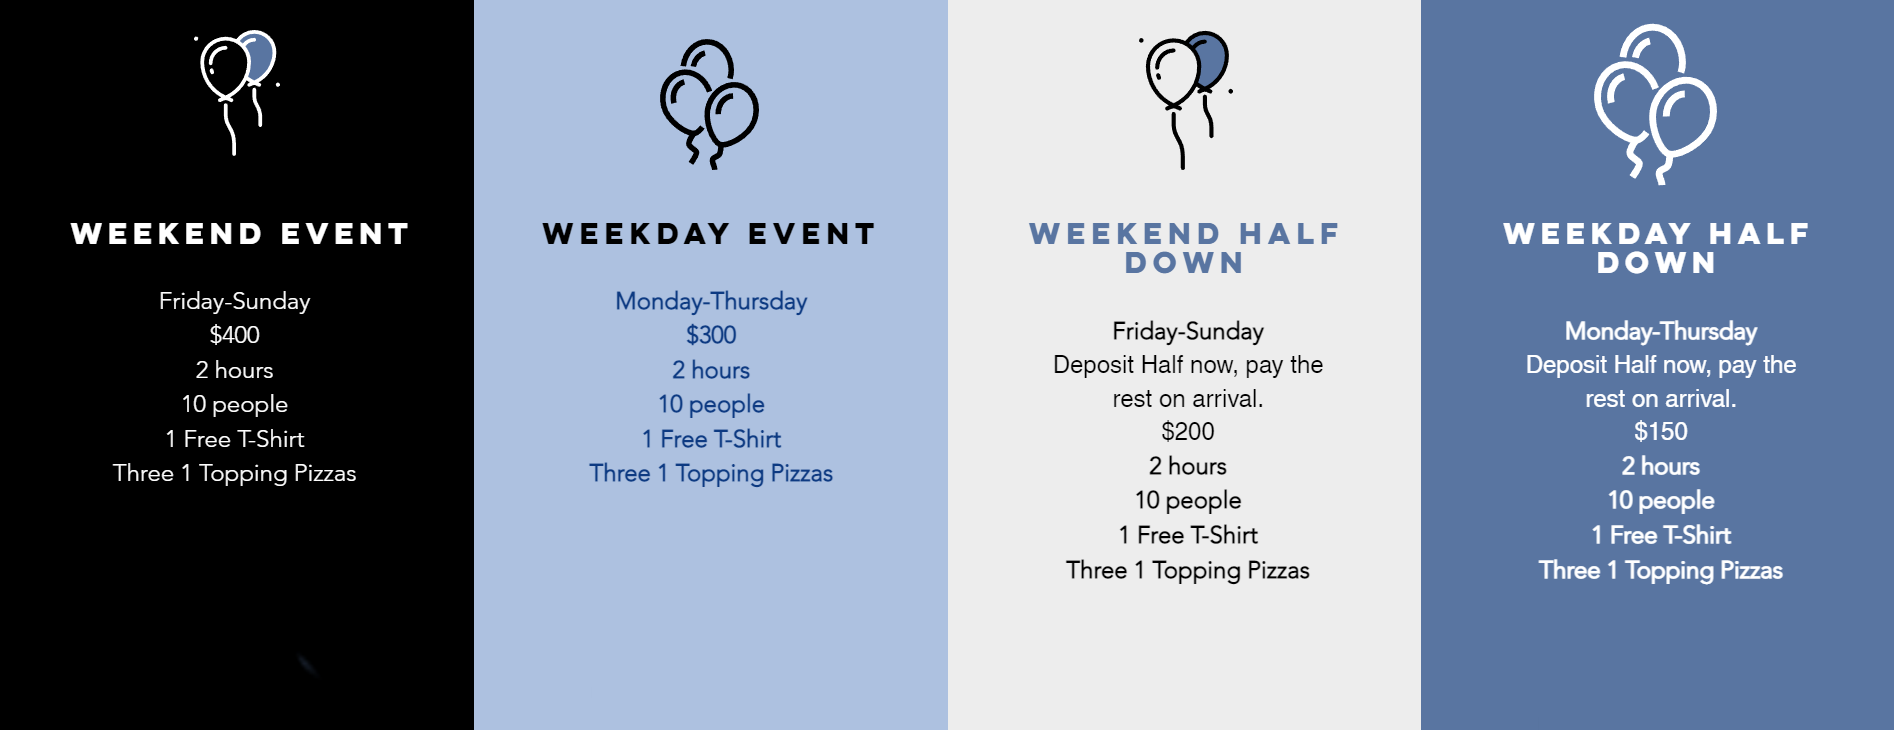 WEEKEND EVENT
Friday-Sunday
$400
2 hours
10 people
1 Free T-Shirt
Three 1 Topping Pizzas
WEEKDAY EVENT
Monday-Thursday
$300
2 hours
10 people
1 Free T-Shirt
Three 1 Topping Pizzas
WEEKEND HALF
DOWN
Friday-Sunday
Deposit Half now, pay the
rest on arrival.
$200
2 hours
10 people
1 Free T-Shirt
Three 1 Topping Pizzas
WEEKDAY HALF
DOWN
Monday-Thursday
Deposit Half now, pay the
rest on arrival.
$150
2 hours
10 people
1 Free T-Shirt
Three 1 Topping Pizzas